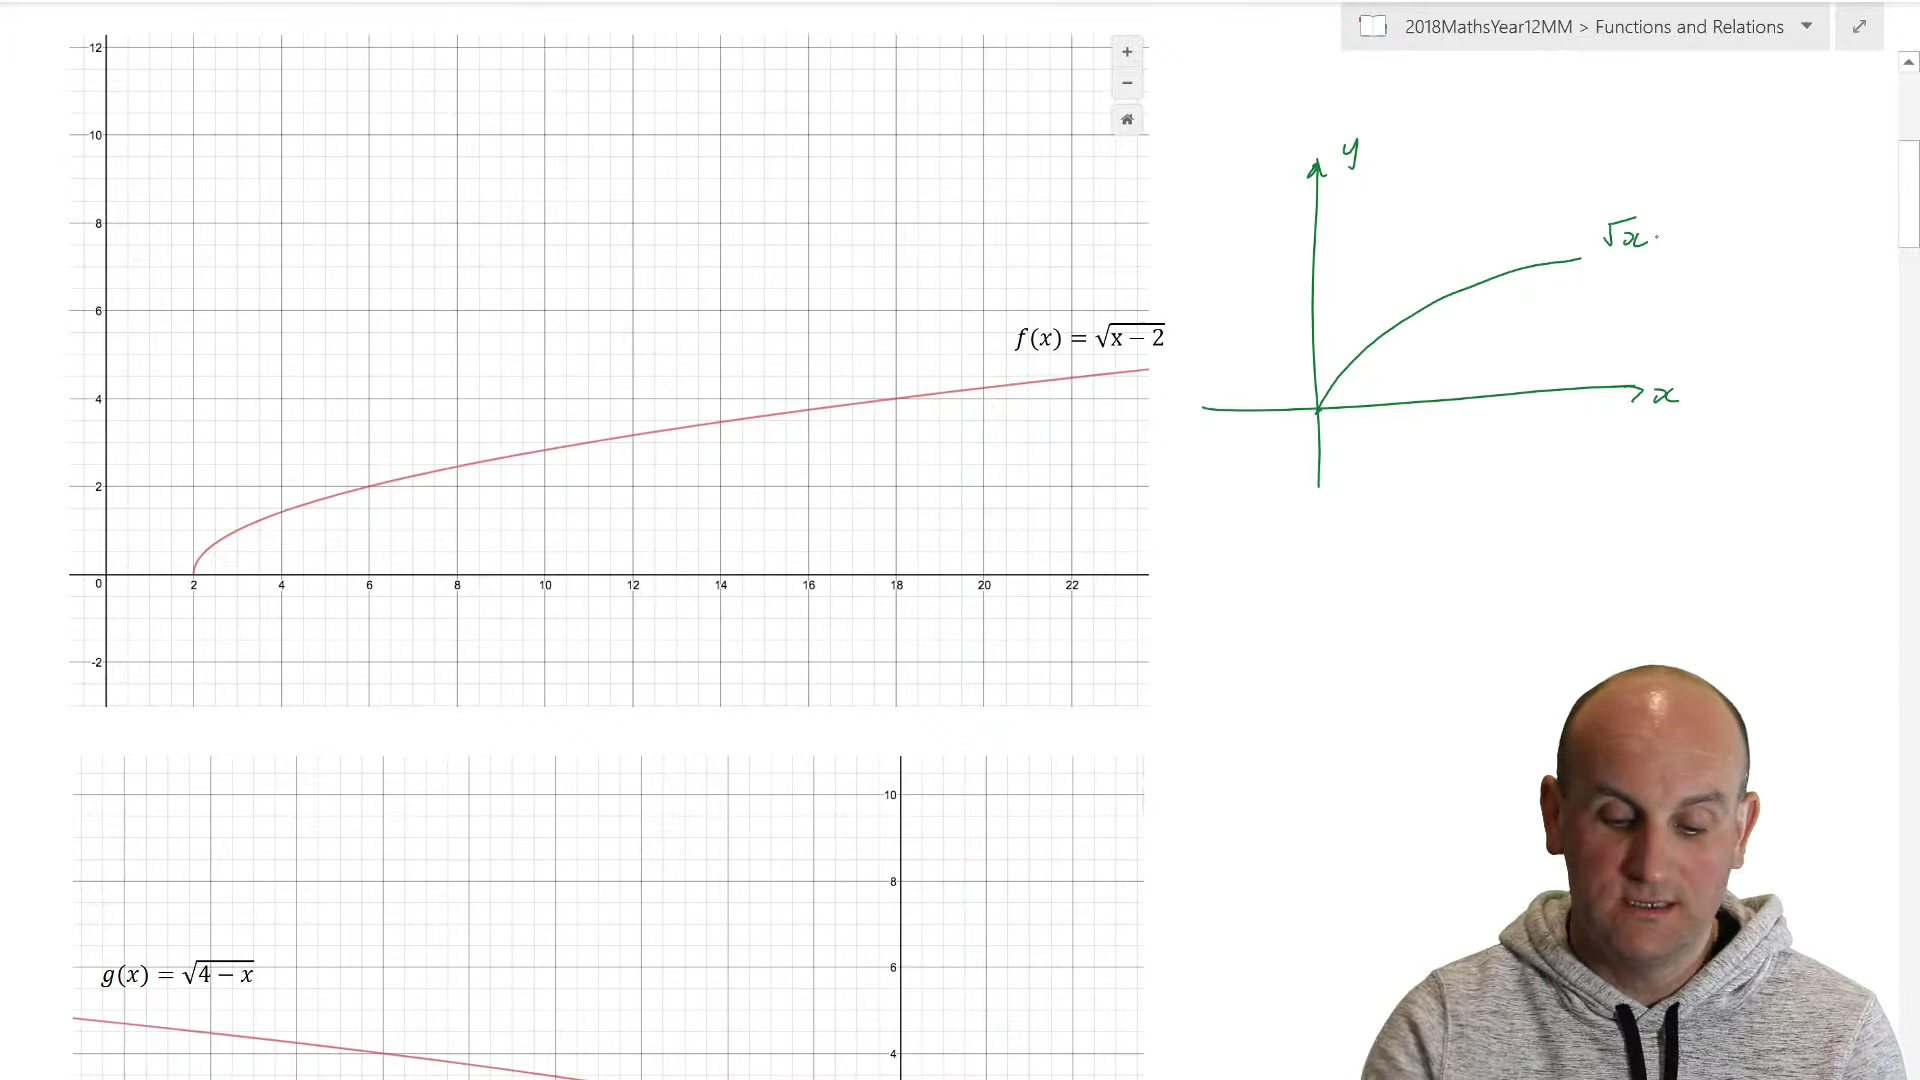 2018MathsYear12MM > Functions and Relations
12
10
8
6
4
2
0
-2
2 4 6 8 10 12 14 16 18 20 22
+
−
f(x) = √x − 2
y
√x
x
10
8
6
4
g(x) = √4 − x